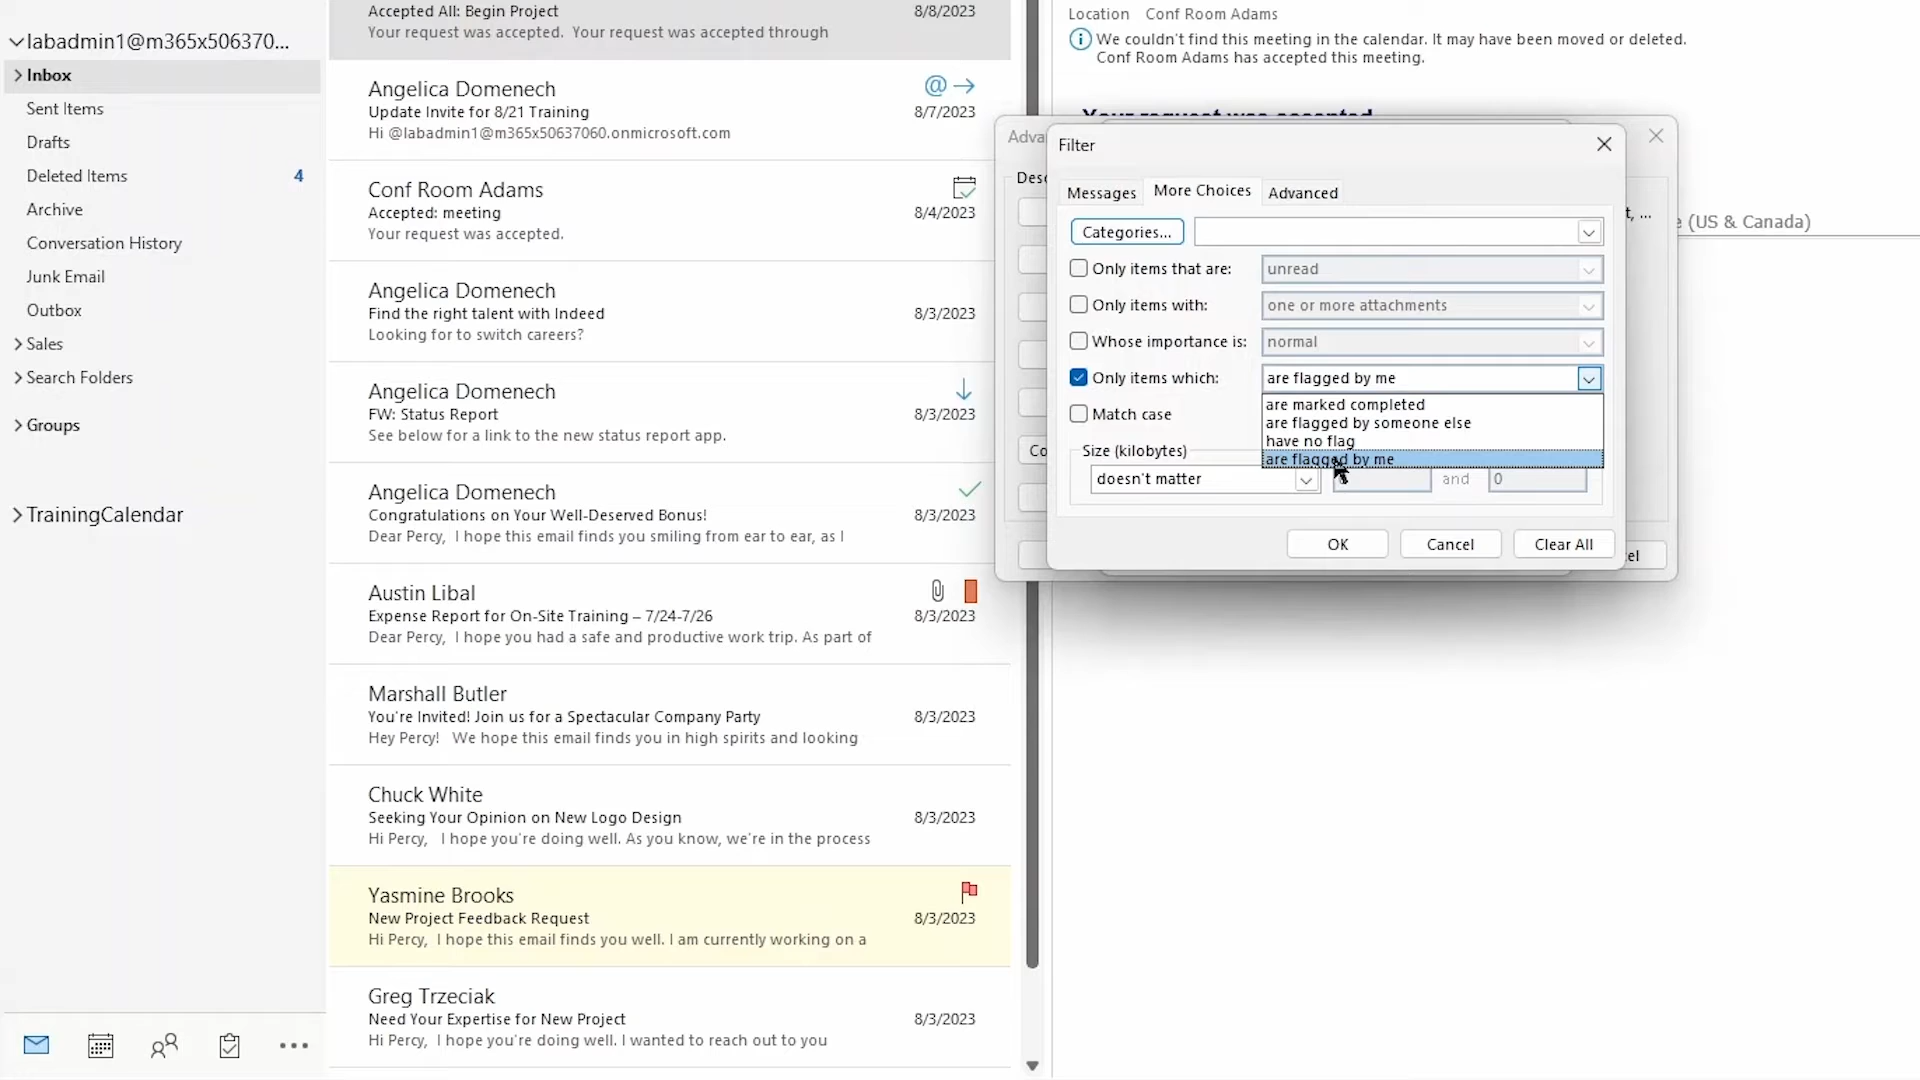 labadmin1@m365x506370...
Inbox
Sent Items
Drafts
Deleted Items 4
Archive
Conversation History
Junk Email
Outbox
Sales
Search Folders
Groups
TrainingCalendar
Accepted All: Begin Project 8/8/2023
Your request was accepted. Your request was accepted through
Angelica Domenech
Update Invite for 8/21 Training 8/7/2023
Hi @labadmin1@m365x50637060.onmicrosoft.com
Conf Room Adams
Accepted: meeting 8/4/2023
Your request was accepted.
Angelica Domenech
Find the right talent with Indeed 8/3/2023
Looking for to switch careers?
Angelica Domenech
FW: Status Report 8/3/2023
See below for a link to the new status report app.
Angelica Domenech
Congratulations on Your Well-Deserved Bonus! 8/3/2023
Dear Percy, I hope this email finds you smiling from ear to ear, as I
Austin Libal
Expense Report for On-Site Training – 7/24-7/26 8/3/2023
Dear Percy, I hope you had a safe and productive work trip. As part of
Marshall Butler
You're Invited! Join us for a Spectacular Company Party 8/3/2023
Hey Percy! We hope this email finds you in high spirits and looking
Chuck White
Seeking Your Opinion on New Logo Design 8/3/2023
Hi Percy, I hope you're doing well. As you know, we're in the process
Yasmine Brooks
New Project Feedback Request 8/3/2023
Hi Percy, I hope this email finds you well. I am currently working on a
Greg Trzeciak
Need Your Expertise for New Project 8/3/2023
Hi Percy, I hope you're doing well. I wanted to reach out to you
Location Conf Room Adams
We couldn't find this meeting in the calendar. It may have been moved or deleted.
Conf Room Adams has accepted this meeting.
Your request was accepted
(US & Canada)
Filter
Messages More Choices Advanced
Categories...
Only items that are: unread
Only items with: one or more attachments
Whose importance is: normal
Only items which: are flagged by me
are marked completed
are flagged by someone else
have no flag
are flagged by me
Match case
Size (kilobytes)
doesn't matter and 0
OK Cancel Clear All